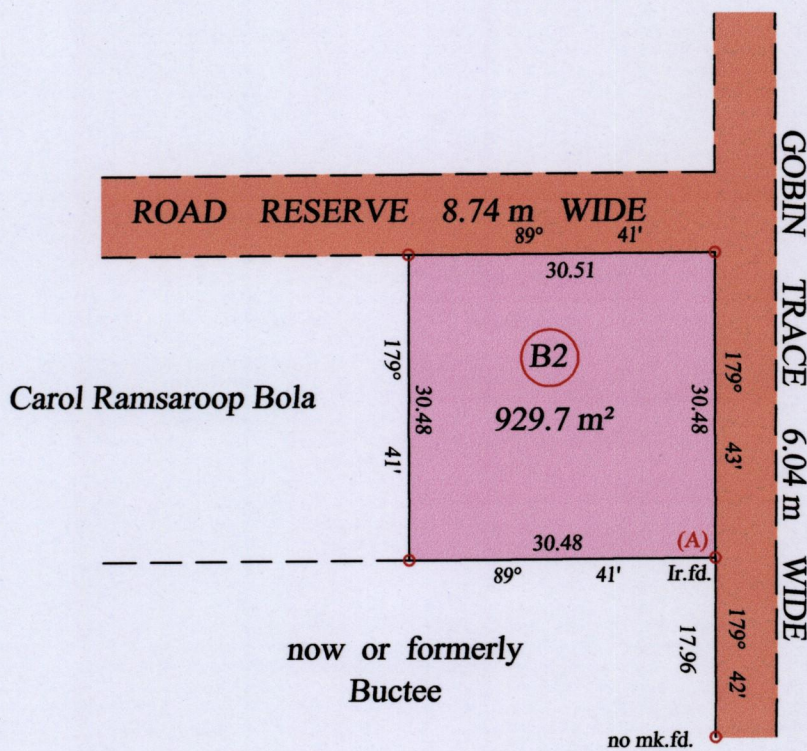 ROAD RESERVE 8.74 m WIDE
89° 41'
30.51
GOBIN TRACE 6.04 m WIDE
B2
929.7 m²
179° 41'
30.48
30.48
179° 43'
Carol Ramsaroop Bola
30.48
(A)
89° 41'
Ir.fd.
now or formerly
Buctee
17.96
179° 42'
no mk.fd.